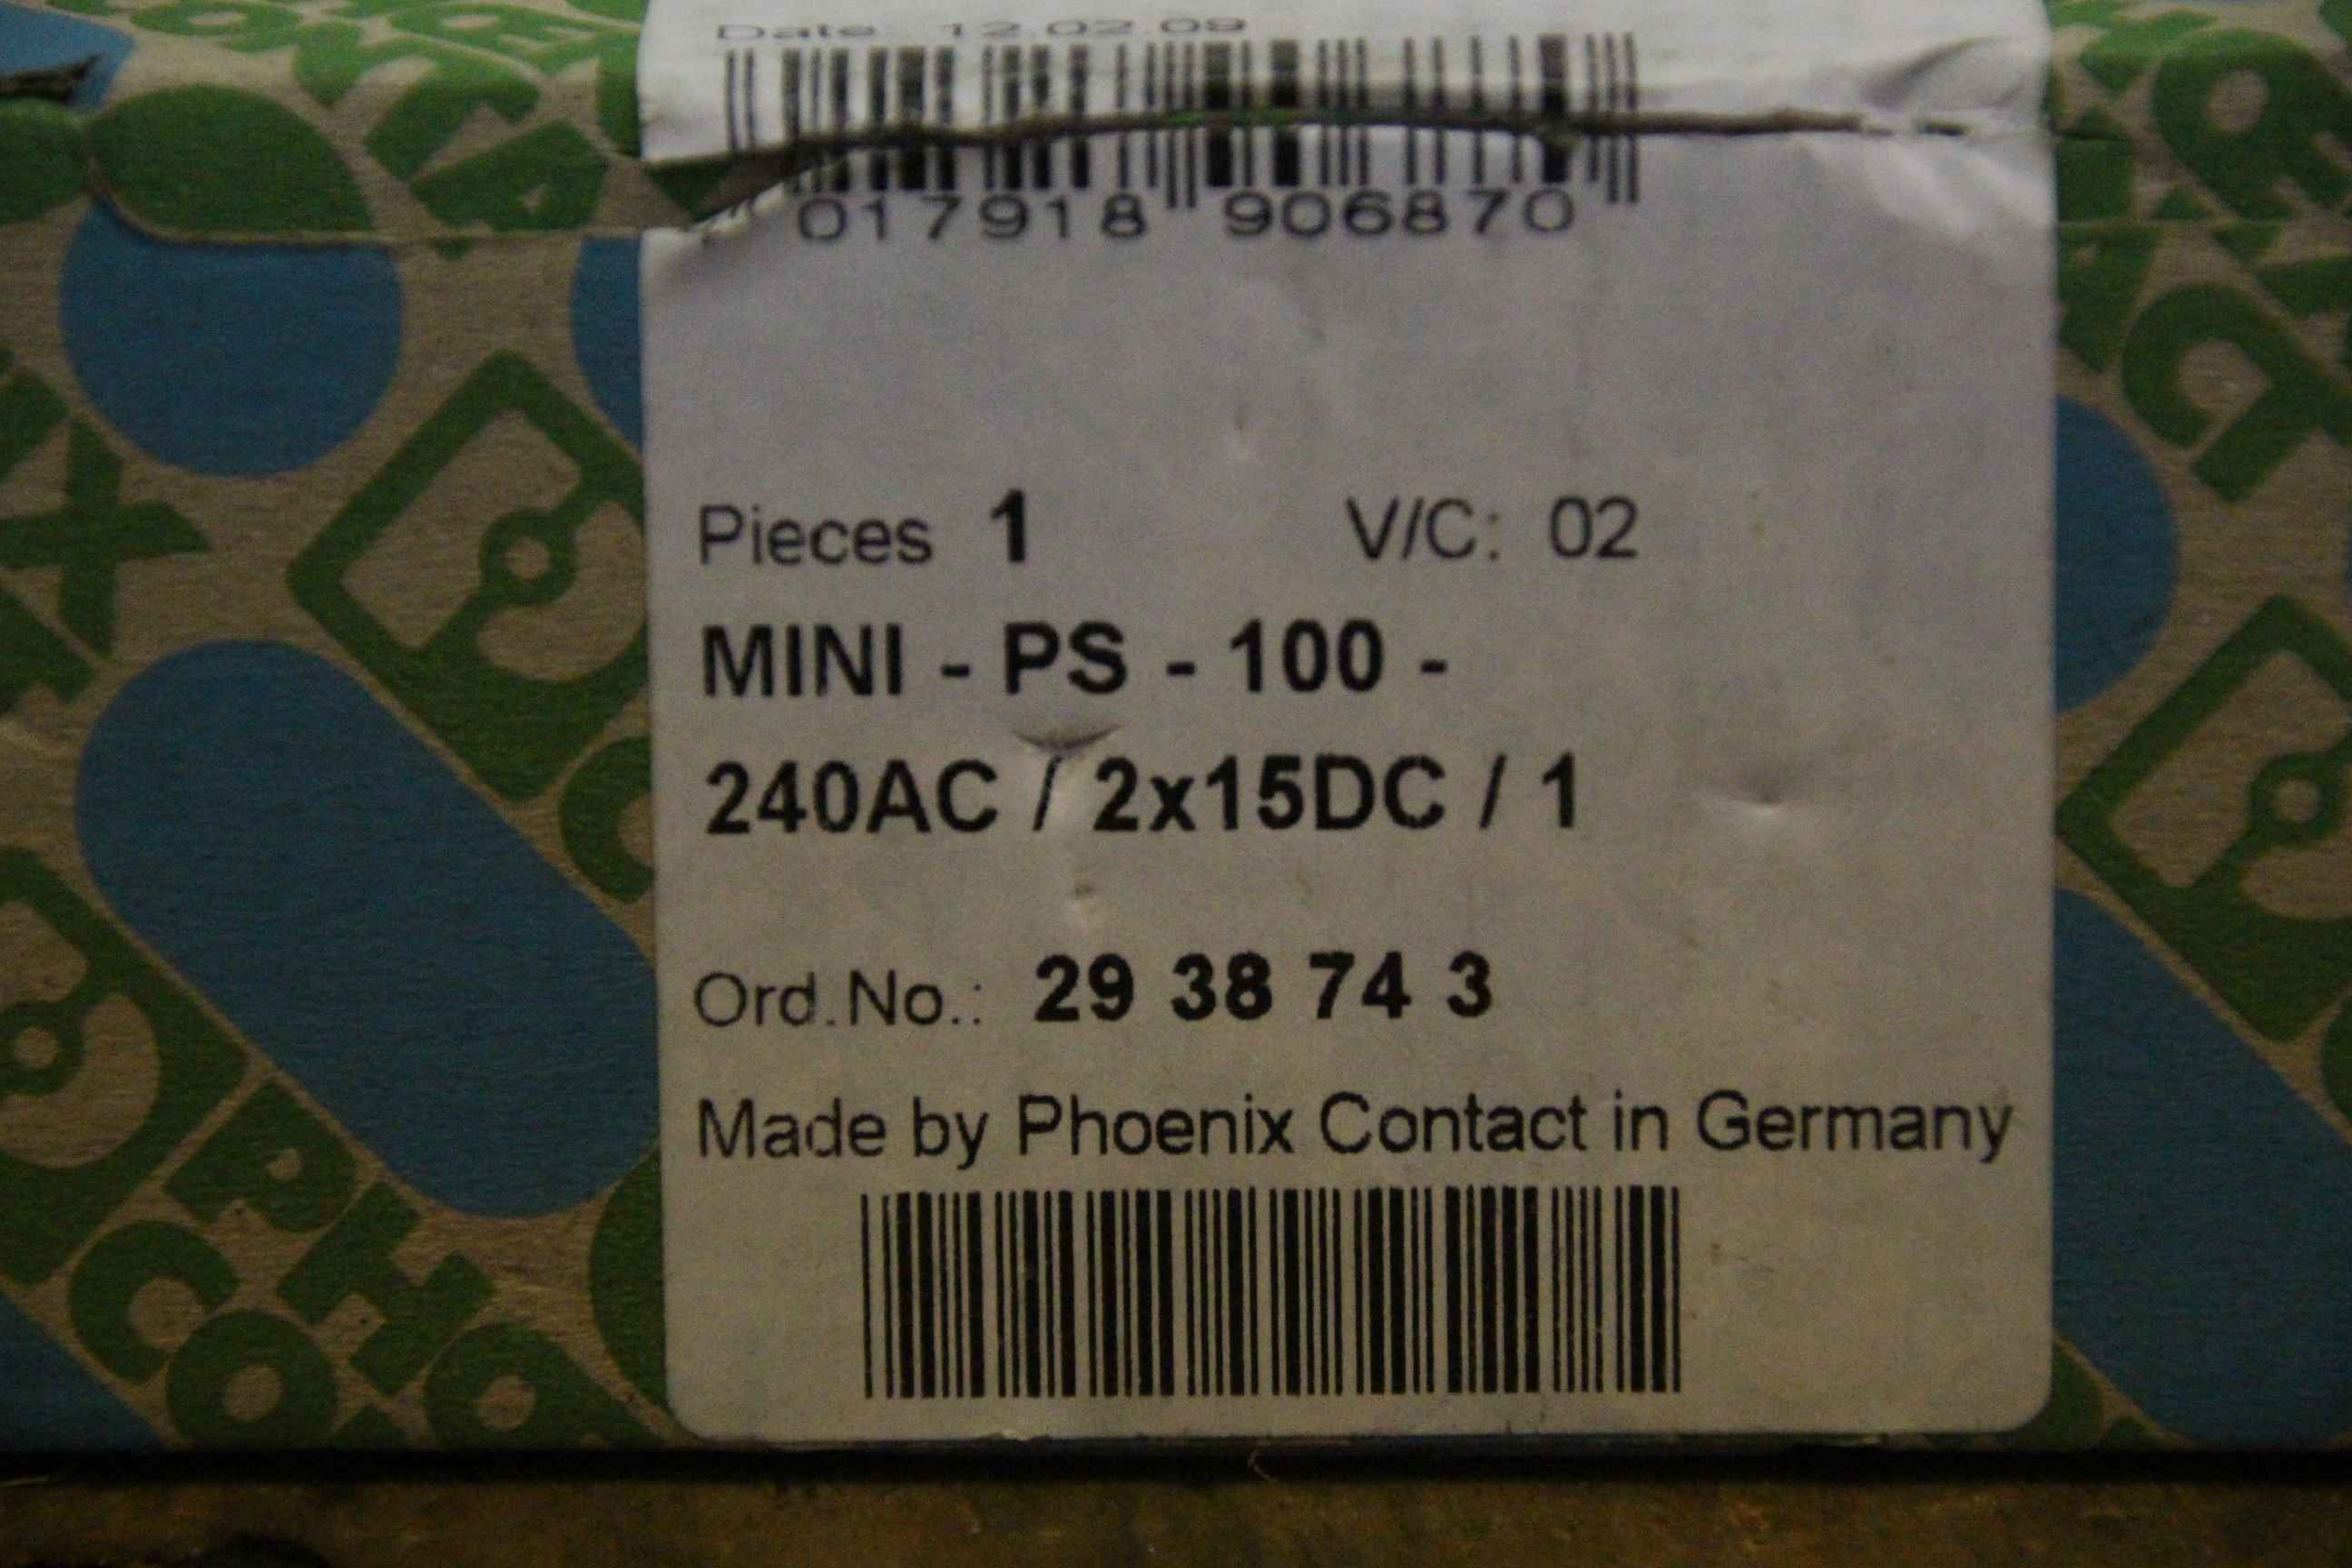 Date: 12.02.09
017918 906870
Pieces 1 V/C: 02
MINI - PS - 100 -
240AC / 2x15DC / 1
Ord.No.: 29 38 74 3
Made by Phoenix Contact in Germany